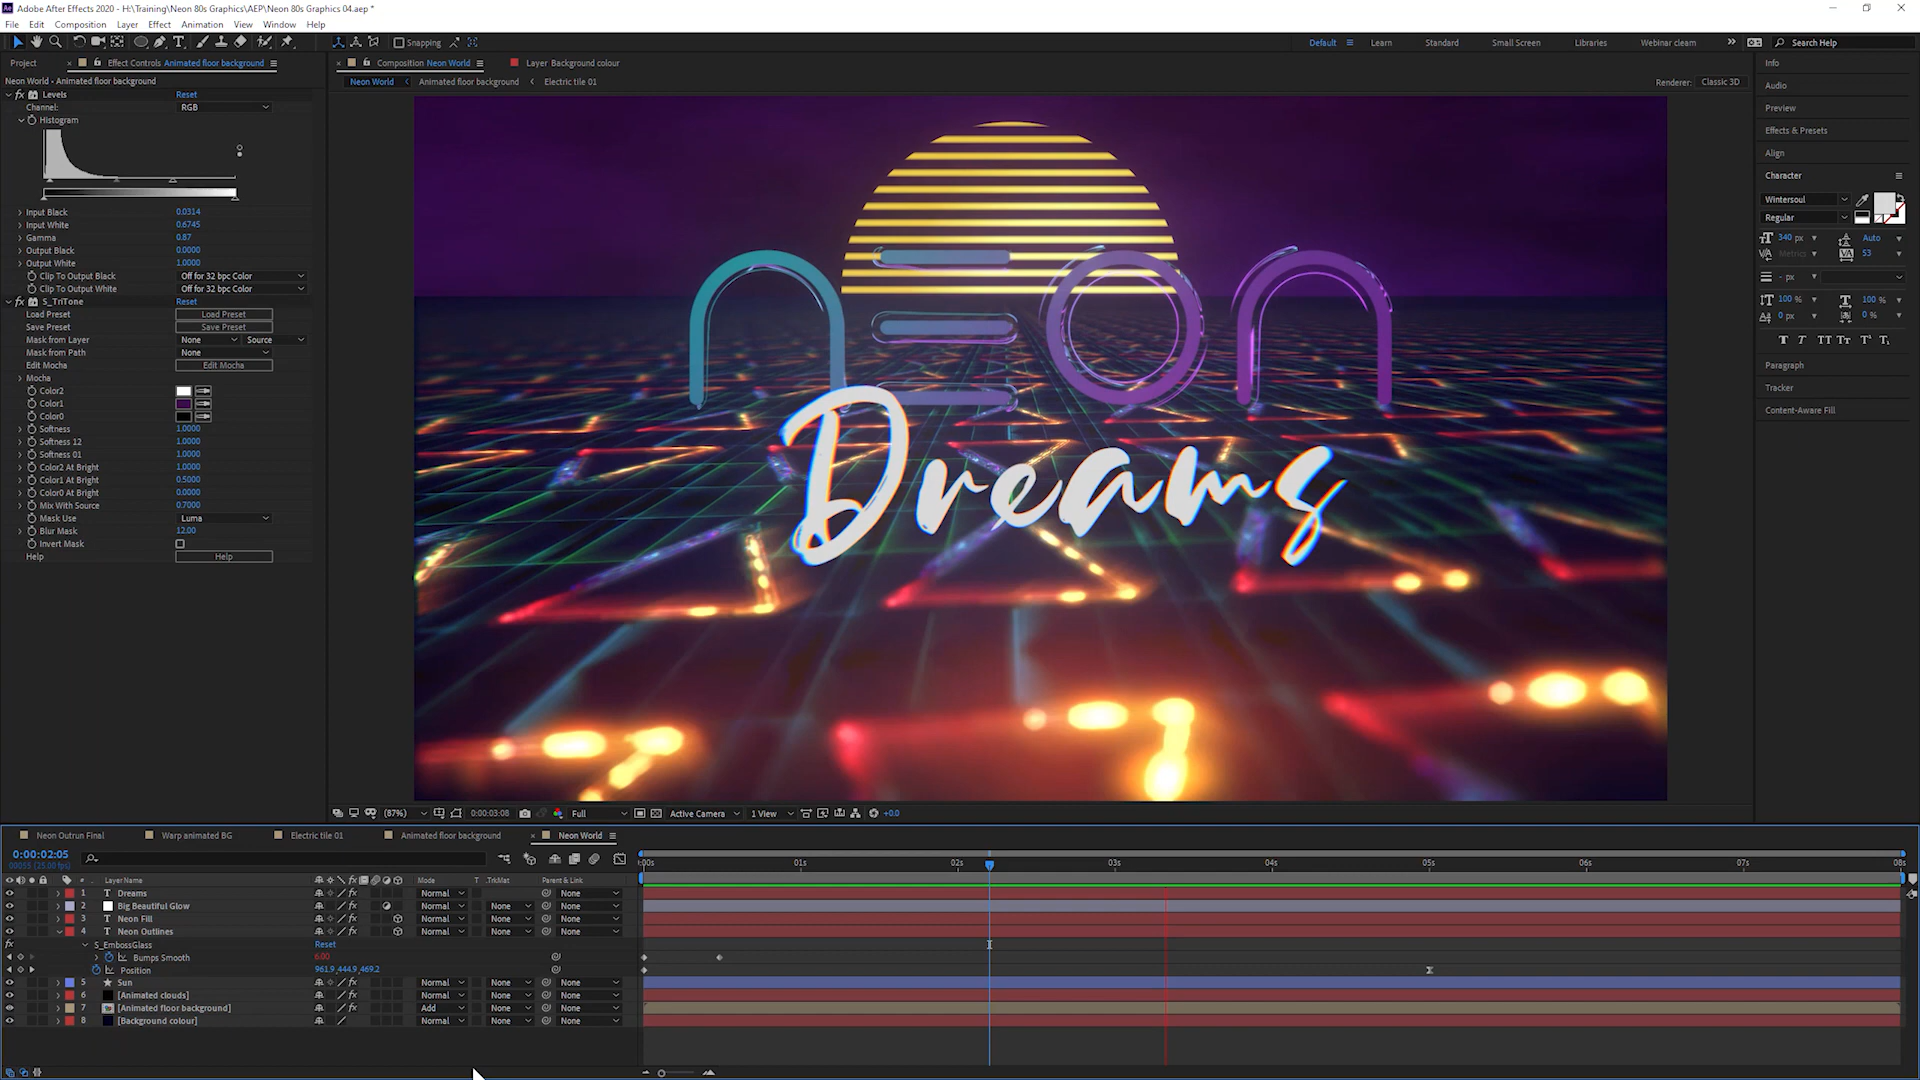 Adobe After Effects 2020 - H:\Training\Neon 80s Graphics\AEP\Neon 80s Graphics 04.aep *
File Edit Composition Layer Effect Animation View Window Help
Snapping
Default Learn Standard Small Screen Libraries Webinar cleam Search Help
Project Effect Controls Animated floor background
Neon World • Animated floor background
fx Levels Reset
Channel: RGB
Histogram
Input Black 0.0314
Input White 0.6745
Gamma 0.87
Output Black 0.0000
Output White 1.0000
Clip To Output Black Off for 32 bpc Color
Clip To Output White Off for 32 bpc Color
fx S_TriTone Reset
Load Preset Load Preset
Save Preset Save Preset
Mask from Layer None Source
Mask from Path None
Edit Mocha Edit Mocha
Mocha
Color2
Color1
Color0
Softness 1.0000
Softness 12 1.0000
Softness 01 1.0000
Color2 At Bright 1.0000
Color1 At Bright 0.5000
Color0 At Bright 0.0000
Mix With Source 0.7000
Mask Use Luma
Blur Mask 12.00
Invert Mask
Help Help
Composition Neon World Layer Background colour
Neon World Animated floor background Electric tile 01
Renderer: Classic 3D
neon
Dreams
(87%) 0:00:03:08 Full Active Camera 1 View +0.0
Info
Audio
Preview
Effects & Presets
Align
Character
Wintersoul
Regular
340 px Auto
Metrics 53
- px
100 % 100 %
0 px 0 %
T T TT Tr T' T,
Paragraph
Tracker
Content-Aware Fill
Neon Outrun Final Warp animated BG Electric tile 01 Animated floor background Neon World
0:00:02:05
00055 (25.00 fps)
# Layer Name Mode T TrkMat Parent & Link
:00s 01s 02s 03s 04s 05s 06s 07s 08s
1 T Dreams Normal None
2 Big Beautiful Glow Normal None None
3 T Neon Fill Normal None None
4 T Neon Outlines Normal None None
S_EmbossGlass Reset
Bumps Smooth 6.00
Position 961.9,444.9,469.2
5 Sun Normal None None
6 [Animated clouds] Normal None None
7 [Animated floor background] Add None None
8 [Background colour] Normal None None